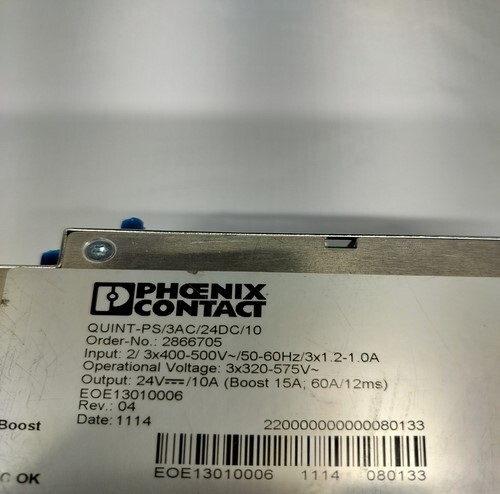 PHŒNIX
CONTACT
QUINT-PS/3AC/24DC/10
Order-No.: 2866705
Input: 2/ 3x400-500V~/50-60Hz/3x1.2-1.0A
Operational Voltage: 3x320-575V~
Output: 24V⎓/10A (Boost 15A; 60A/12ms)
EOE13010006
Rev.: 04
Date: 1114
220000000000080133
Boost
EOE13010006 1114 080133
C OK